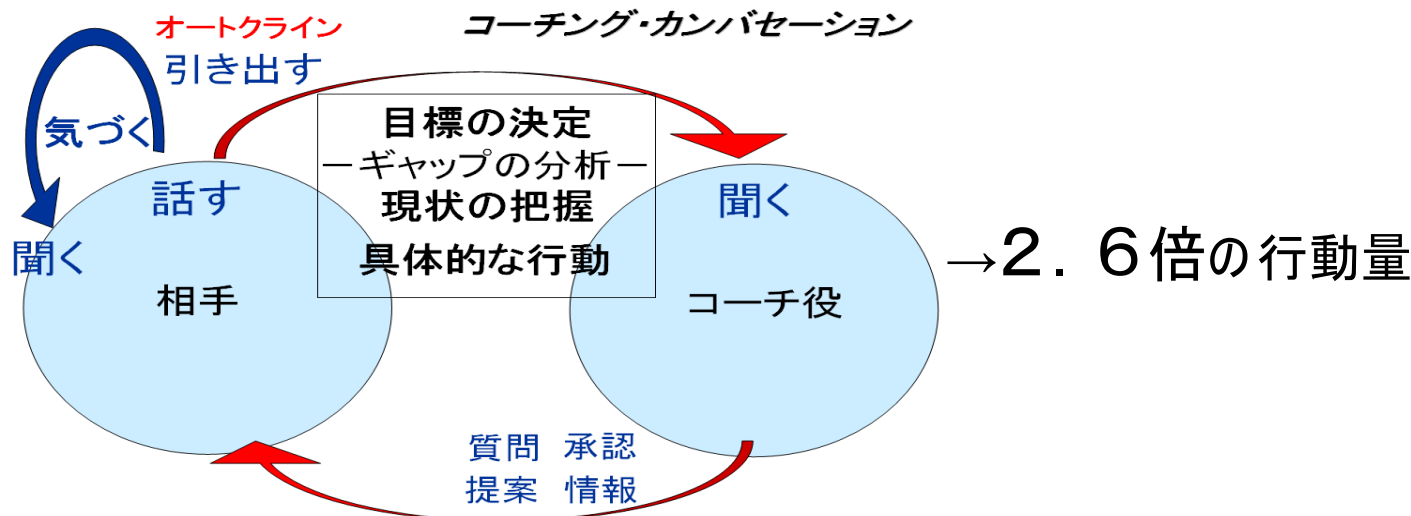 オートクライン
コーチング・カンバセーション
引き出す
気づく
目標の決定
－ギャップの分析－
現状の把握
具体的な行動
話す
聞く
聞く
相手
コーチ役
→２．６倍の行動量
質問 承認
提案 情報